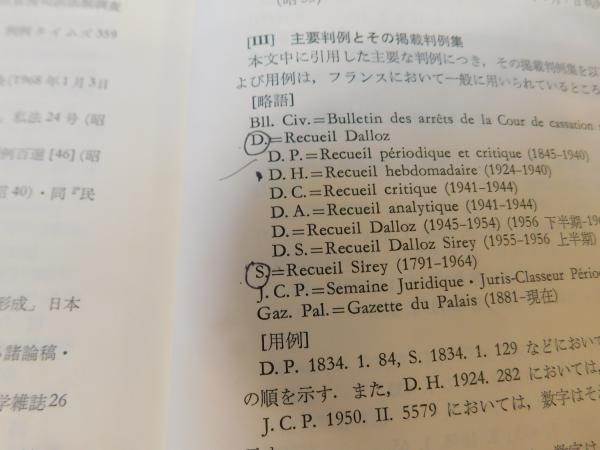 判例タイムズ 359
(1968年1月3日
, 私法 24 号 (昭
例百選 [46] (昭
昭 40)・同『民
形成」 日本
諸論稿・
学雑誌 26
[III] 主要判例とその掲載判例集
本文中に引用した主要な判例につき,その掲載判例集を以
よび用例は,フランスにおいて一般に用いられているところ
[略語]
Bll. Civ.=Bulletin des arrêts de la Cour de cassation
D.=Recueil Dalloz
D. P.=Recueil périodique et critique (1845–1940)
D. H.=Recueil hebdomadaire (1924–1940)
D. C.=Recueil critique (1941–1944)
D. A.=Recueil analytique (1941–1944)
D.=Recueil Dalloz (1945–1954) (1956 下半期–19
D. S.=Recueil Dalloz Sirey (1955–1956 上半期)
S.=Recueil Sirey (1791–1964)
J. C. P.=Semaine Juridique・Juris-Classeur Pério
Gaz. Pal.=Gazette du Palais (1881–現在)
[用例]
D. P. 1834. 1. 84, S. 1834. 1. 129 などにおいて
の順を示す.また, D. H. 1924. 282 においては,
J. C. P. 1950. II. 5579 においては,数字はそ